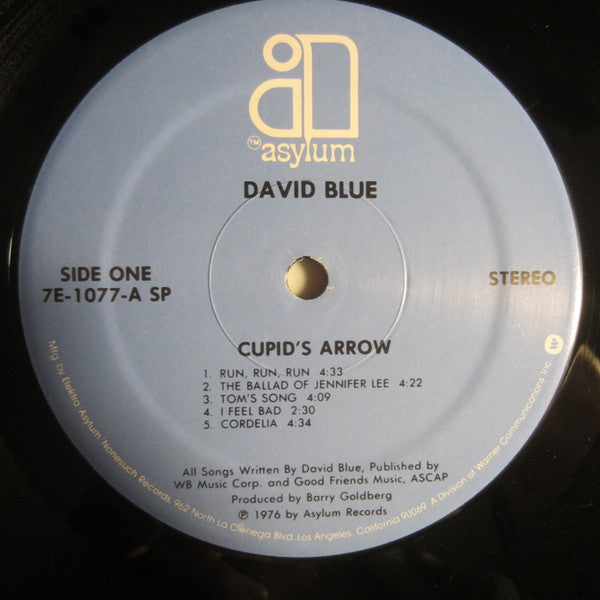 TM asylum
DAVID BLUE
SIDE ONE
7E-1077-A SP
STEREO
CUPID'S ARROW
1. RUN, RUN, RUN 4:33
2. THE BALLAD OF JENNIFER LEE 4:22
3. TOM'S SONG 4:09
4. I FEEL BAD 2:30
5. CORDELIA 4:34
All Songs Written By David Blue, Published by
WB Music Corp. and Good Friends Music, ASCAP
Produced by Barry Goldberg
℗ 1976 by Asylum Records
Mfg. by Elektra/Asylum/Nonesuch Records, 962 North La Cienega Blvd. Los Angeles, California 90069 A Division of Warner Communications Inc.